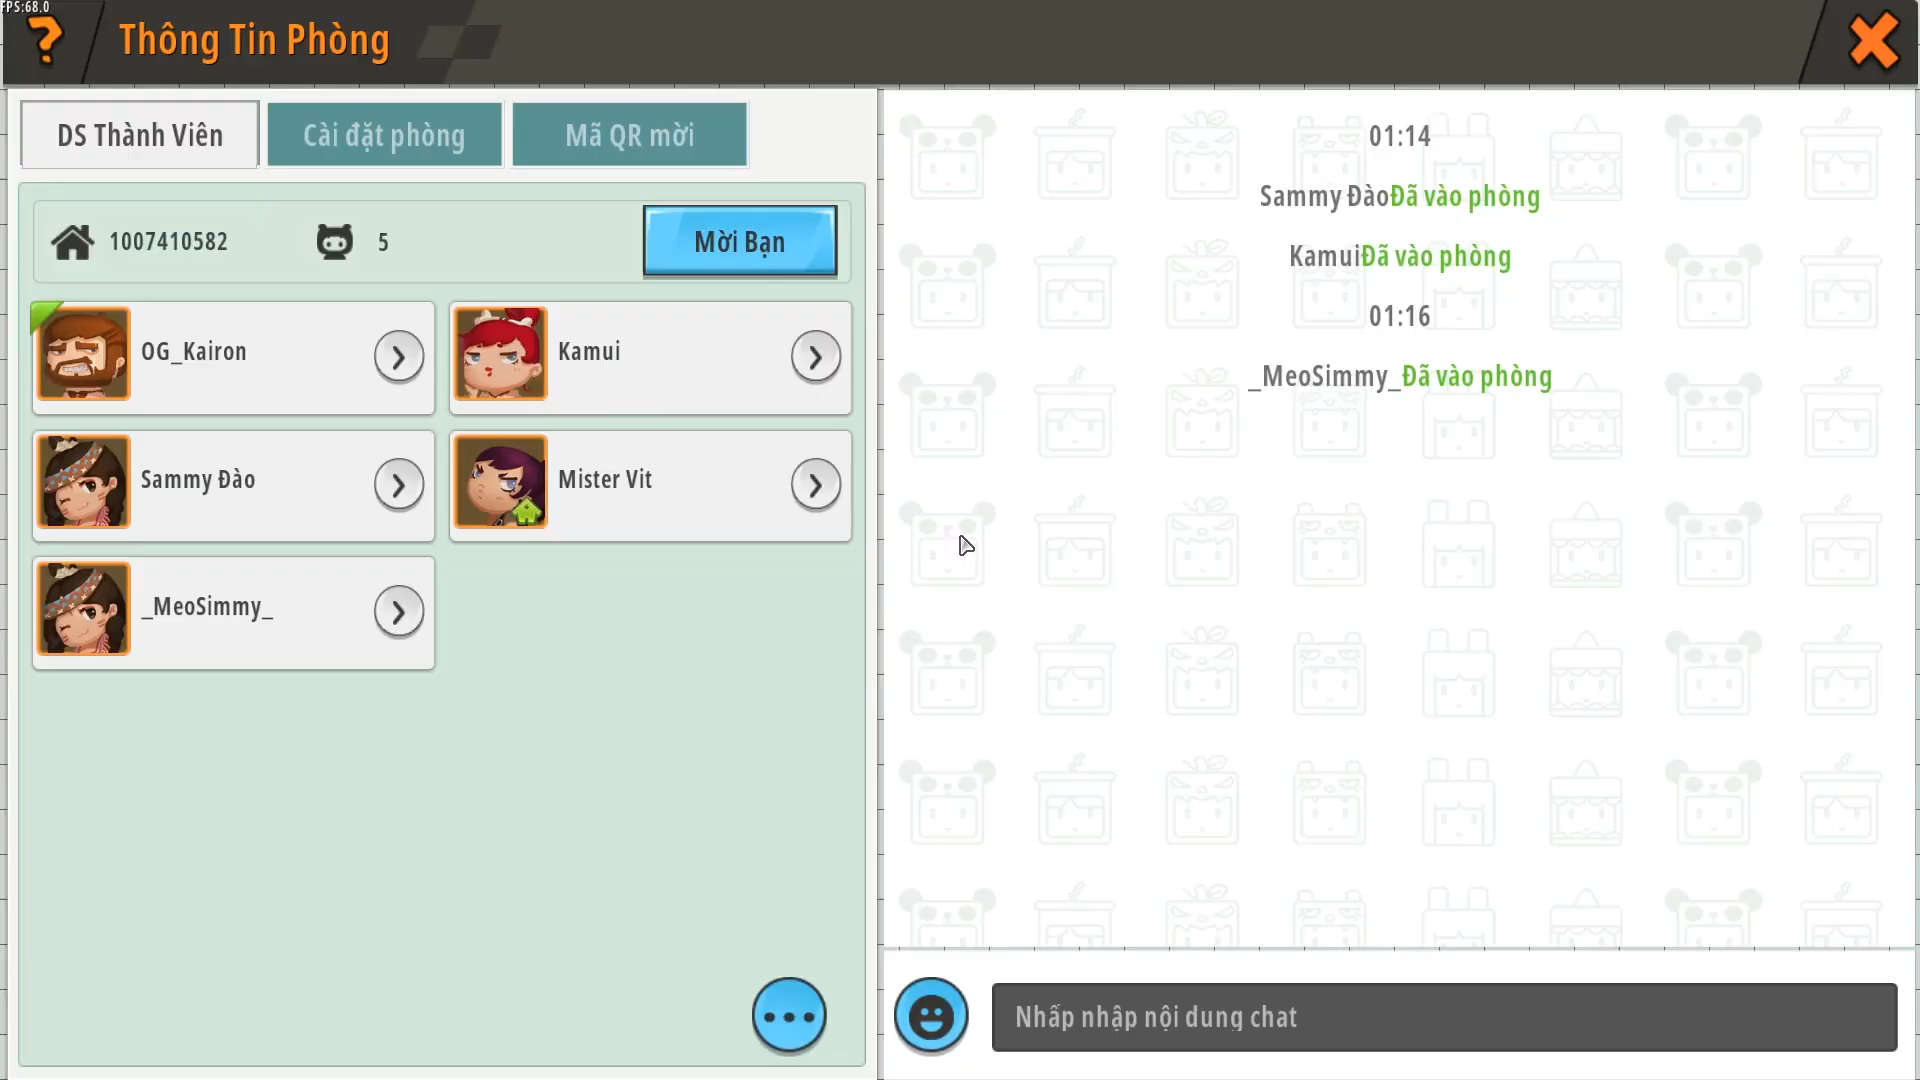 FPS:68.0
Thông Tin Phòng
DS Thành Viên
Cài đặt phòng
Mã QR mời
1007410582
5
Mời Bạn
OG_Kairon
Kamui
Sammy Đào
Mister Vit
_MeoSimmy_
01:14
Sammy ĐàoĐã vào phòng
KamuiĐã vào phòng
01:16
_MeoSimmy_Đã vào phòng
Nhấp nhập nội dung chat